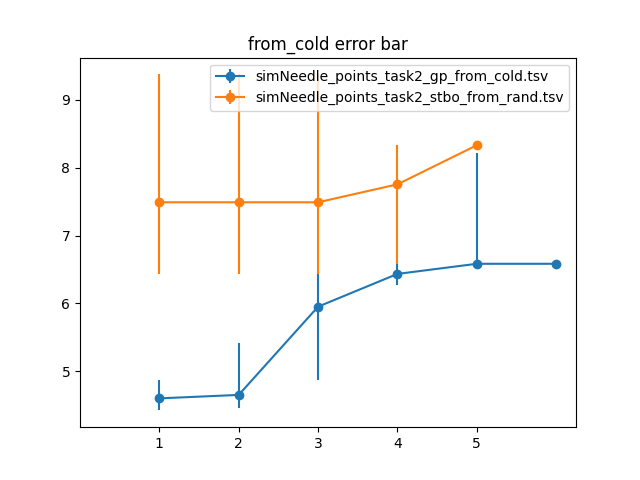 from_cold error bar
simNeedle_points_task2_gp_from_cold.tsv
simNeedle_points_task2_stbo_from_rand.tsv
9
8
7
6
5
1 2 3 4 5